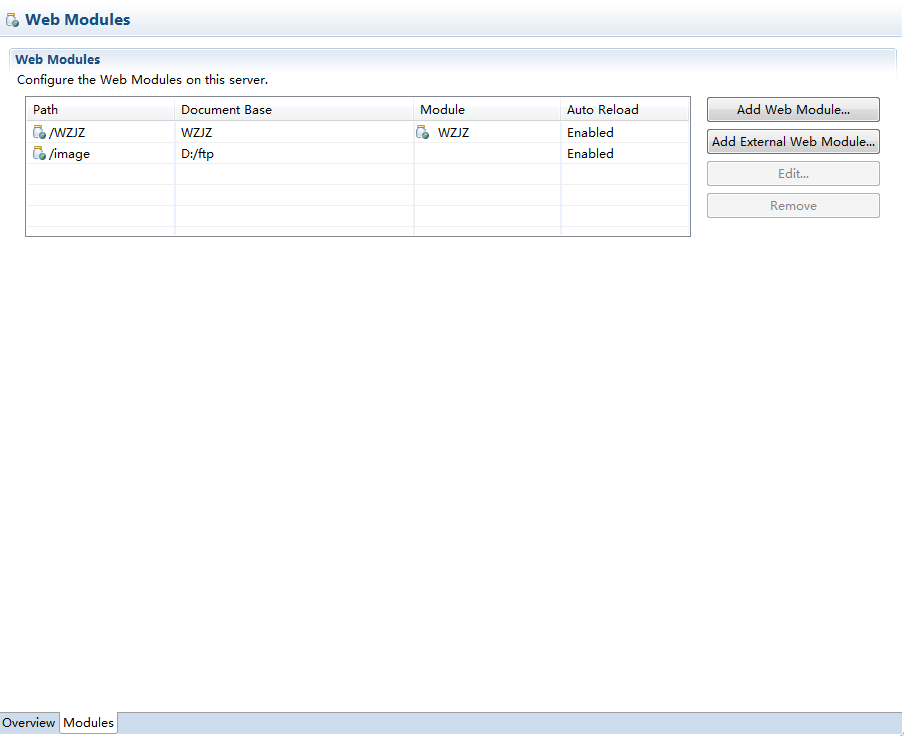 Web Modules
Web Modules
Configure the Web Modules on this server.
Path Document Base Module Auto Reload
/WZJZ WZJZ WZJZ Enabled
/image D:/ftp Enabled
Add Web Module...
Add External Web Module...
Edit...
Remove
Overview Modules